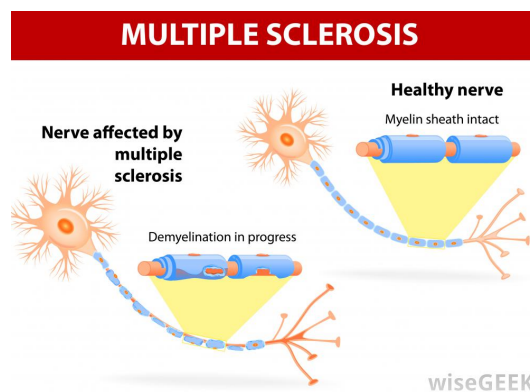 MULTIPLE SCLEROSIS
Healthy nerve
Myelin sheath intact
Nerve affected by
multiple
sclerosis
Demyelination in progress
wiseGEEK